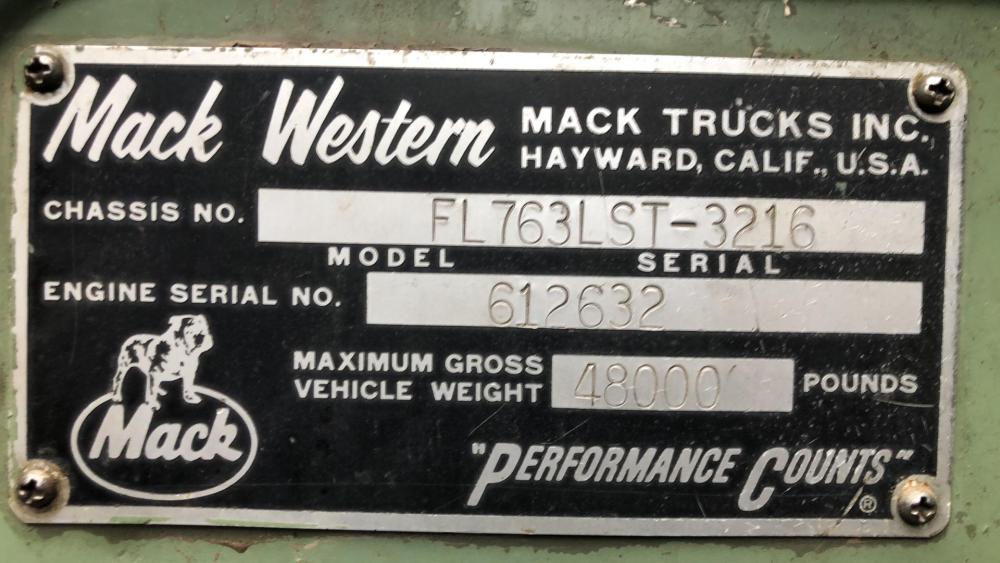 Mack Western
MACK TRUCKS INC.
HAYWARD, CALIF., U.S.A.
CHASSIS NO. FL763LST-3216
MODEL SERIAL
ENGINE SERIAL NO. 612632
MAXIMUM GROSS
VEHICLE WEIGHT 48000 POUNDS
Mack
"PERFORMANCE COUNTS"
®